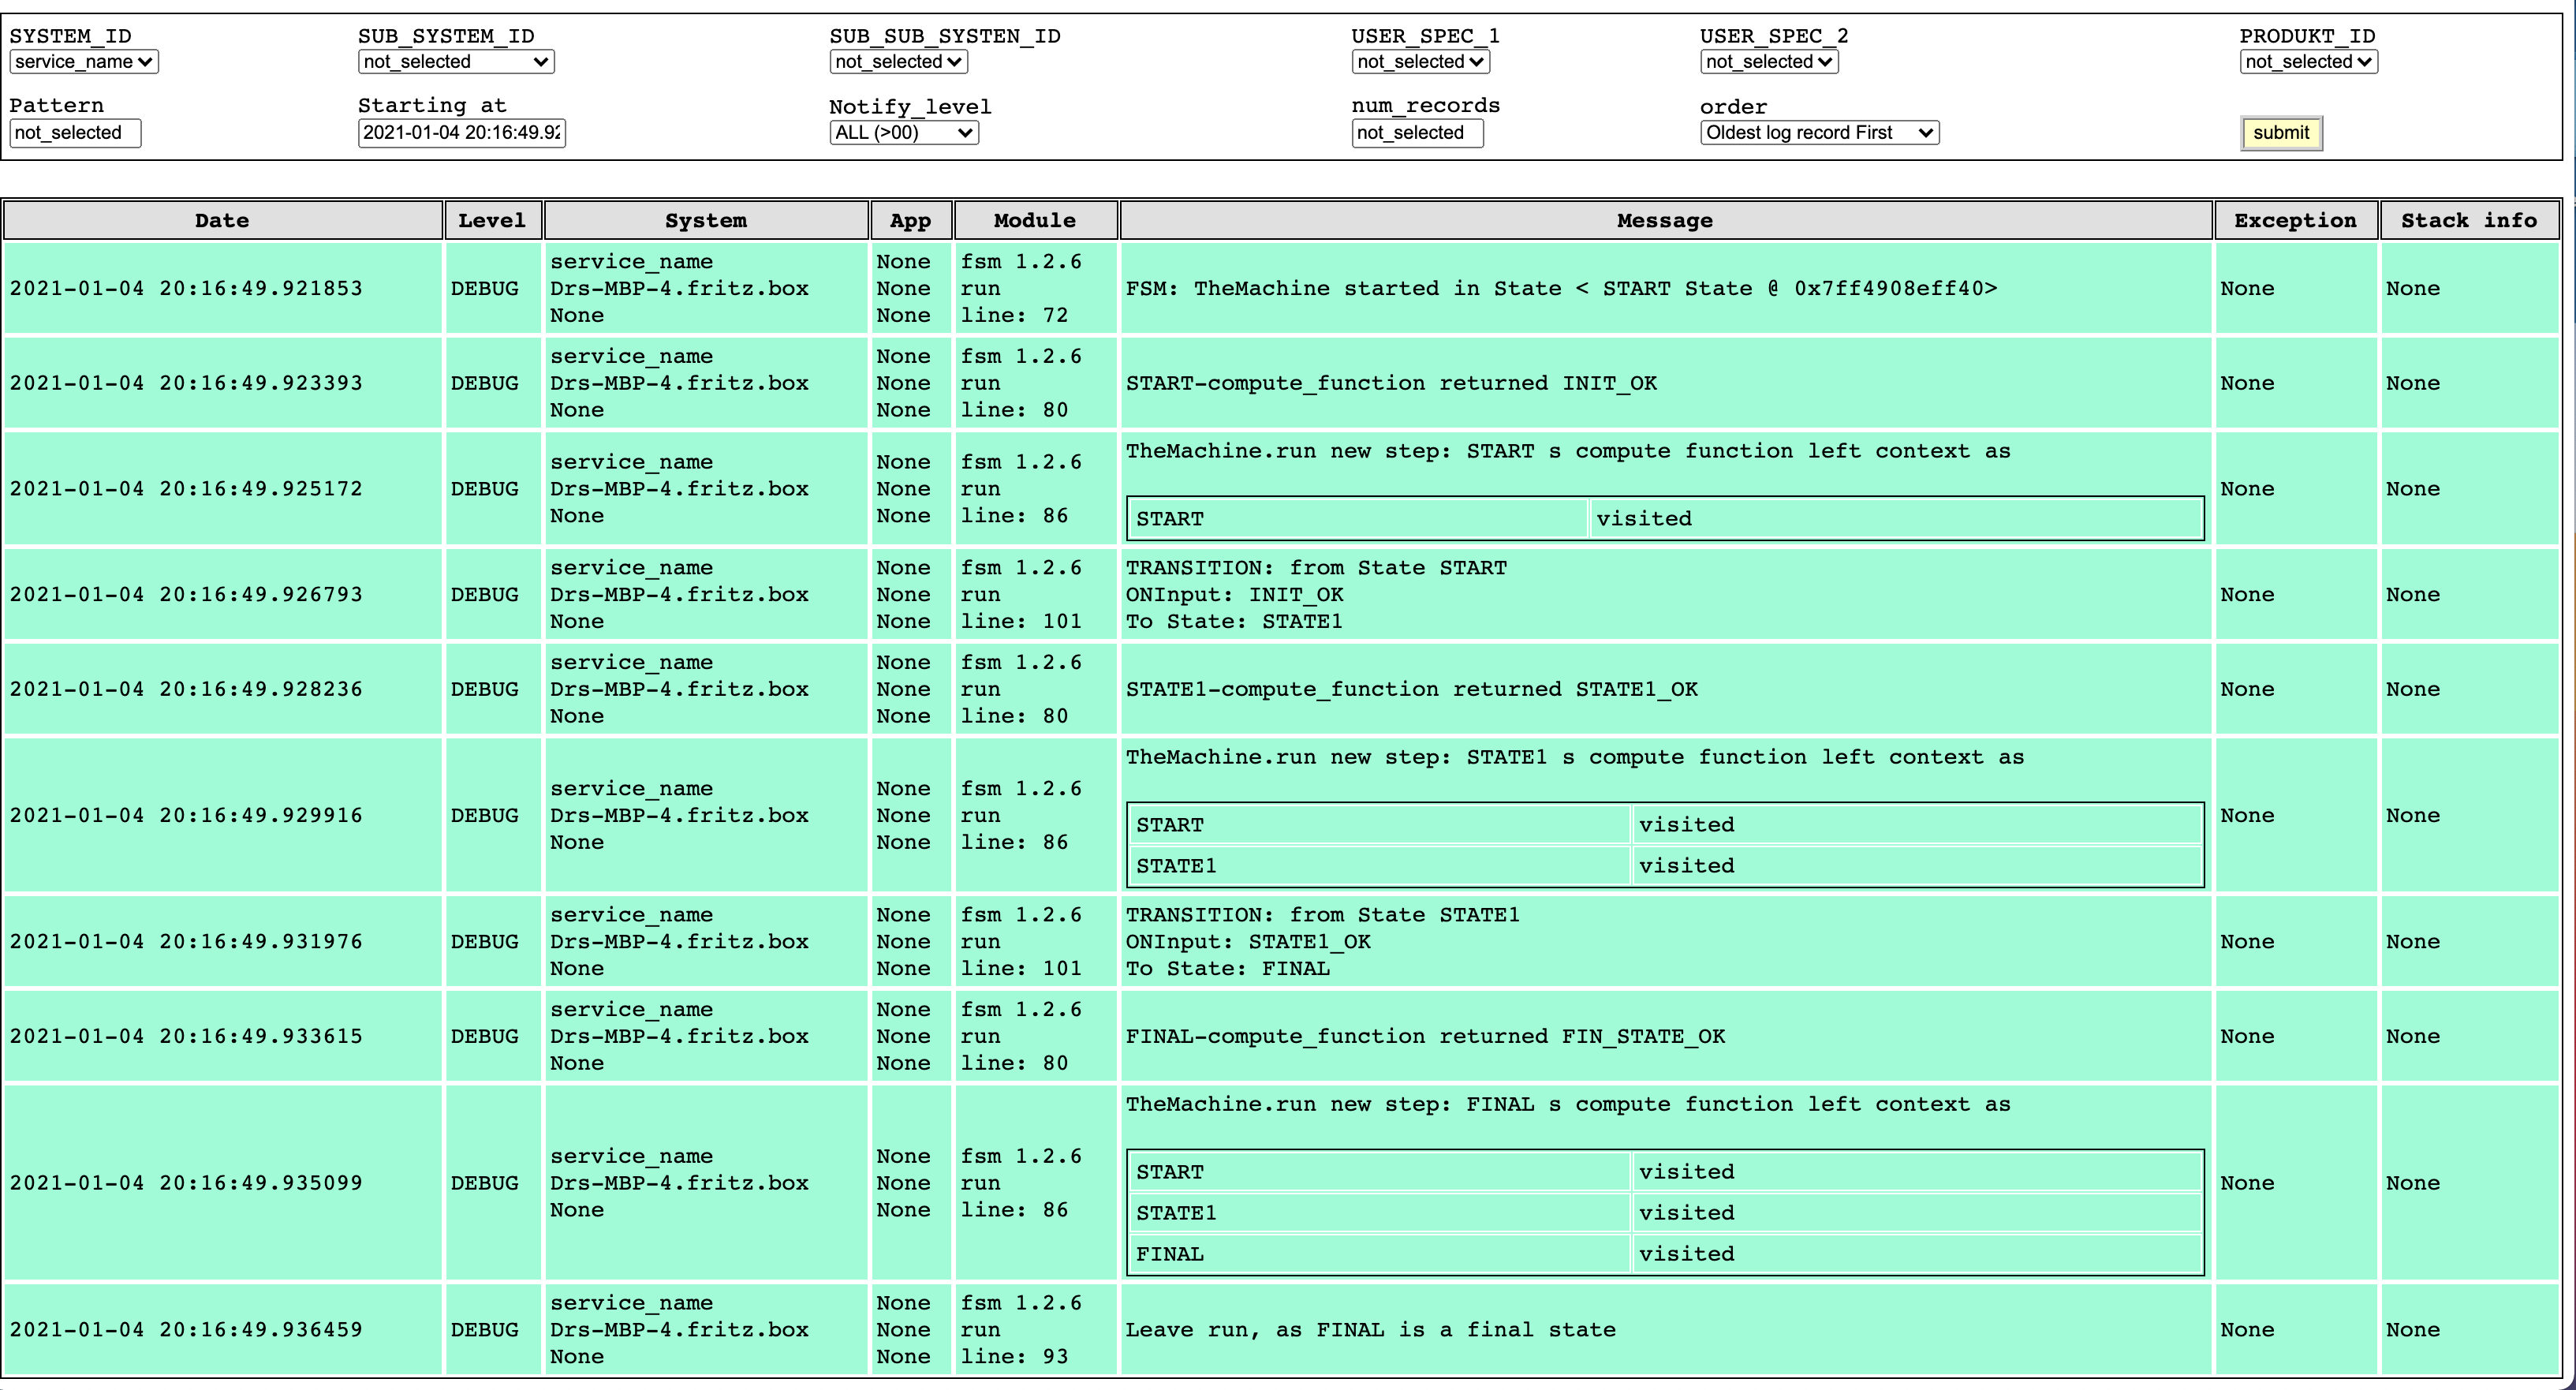 SYSTEM_ID SUB_SYSTEM_ID SUB_SUB_SYSTEN_ID USER_SPEC_1 USER_SPEC_2 PRODUKT_ID
service_name not_selected not_selected not_selected not_selected not_selected
Pattern Starting at Notify_level num_records order
not_selected 2021-01-04 20:16:49.92 ALL (>00) not_selected Oldest log record First submit
Date Level System App Module Message Exception Stack info
service_name None fsm 1.2.6
2021-01-04 20:16:49.921853 DEBUG Drs-MBP-4.fritz.box None run FSM: TheMachine started in State < START State @ 0x7ff4908eff40> None None
None None line: 72
service_name None fsm 1.2.6
2021-01-04 20:16:49.923393 DEBUG Drs-MBP-4.fritz.box None run START-compute_function returned INIT_OK None None
None None line: 80
TheMachine.run new step: START s compute function left context as
service_name None fsm 1.2.6
2021-01-04 20:16:49.925172 DEBUG Drs-MBP-4.fritz.box None run None None
None None line: 86
START visited
service_name None fsm 1.2.6 TRANSITION: from State START
2021-01-04 20:16:49.926793 DEBUG Drs-MBP-4.fritz.box None run ONInput: INIT_OK None None
None None line: 101 To State: STATE1
service_name None fsm 1.2.6
2021-01-04 20:16:49.928236 DEBUG Drs-MBP-4.fritz.box None run STATE1-compute_function returned STATE1_OK None None
None None line: 80
TheMachine.run new step: STATE1 s compute function left context as
service_name None fsm 1.2.6
2021-01-04 20:16:49.929916 DEBUG Drs-MBP-4.fritz.box None run None None
None None line: 86
START visited
STATE1 visited
service_name None fsm 1.2.6 TRANSITION: from State STATE1
2021-01-04 20:16:49.931976 DEBUG Drs-MBP-4.fritz.box None run ONInput: STATE1_OK None None
None None line: 101 To State: FINAL
service_name None fsm 1.2.6
2021-01-04 20:16:49.933615 DEBUG Drs-MBP-4.fritz.box None run FINAL-compute_function returned FIN_STATE_OK None None
None None line: 80
TheMachine.run new step: FINAL s compute function left context as
service_name None fsm 1.2.6
2021-01-04 20:16:49.935099 DEBUG Drs-MBP-4.fritz.box None run None None
None None line: 86
START visited
STATE1 visited
FINAL visited
service_name None fsm 1.2.6
2021-01-04 20:16:49.936459 DEBUG Drs-MBP-4.fritz.box None run Leave run, as FINAL is a final state None None
None None line: 93